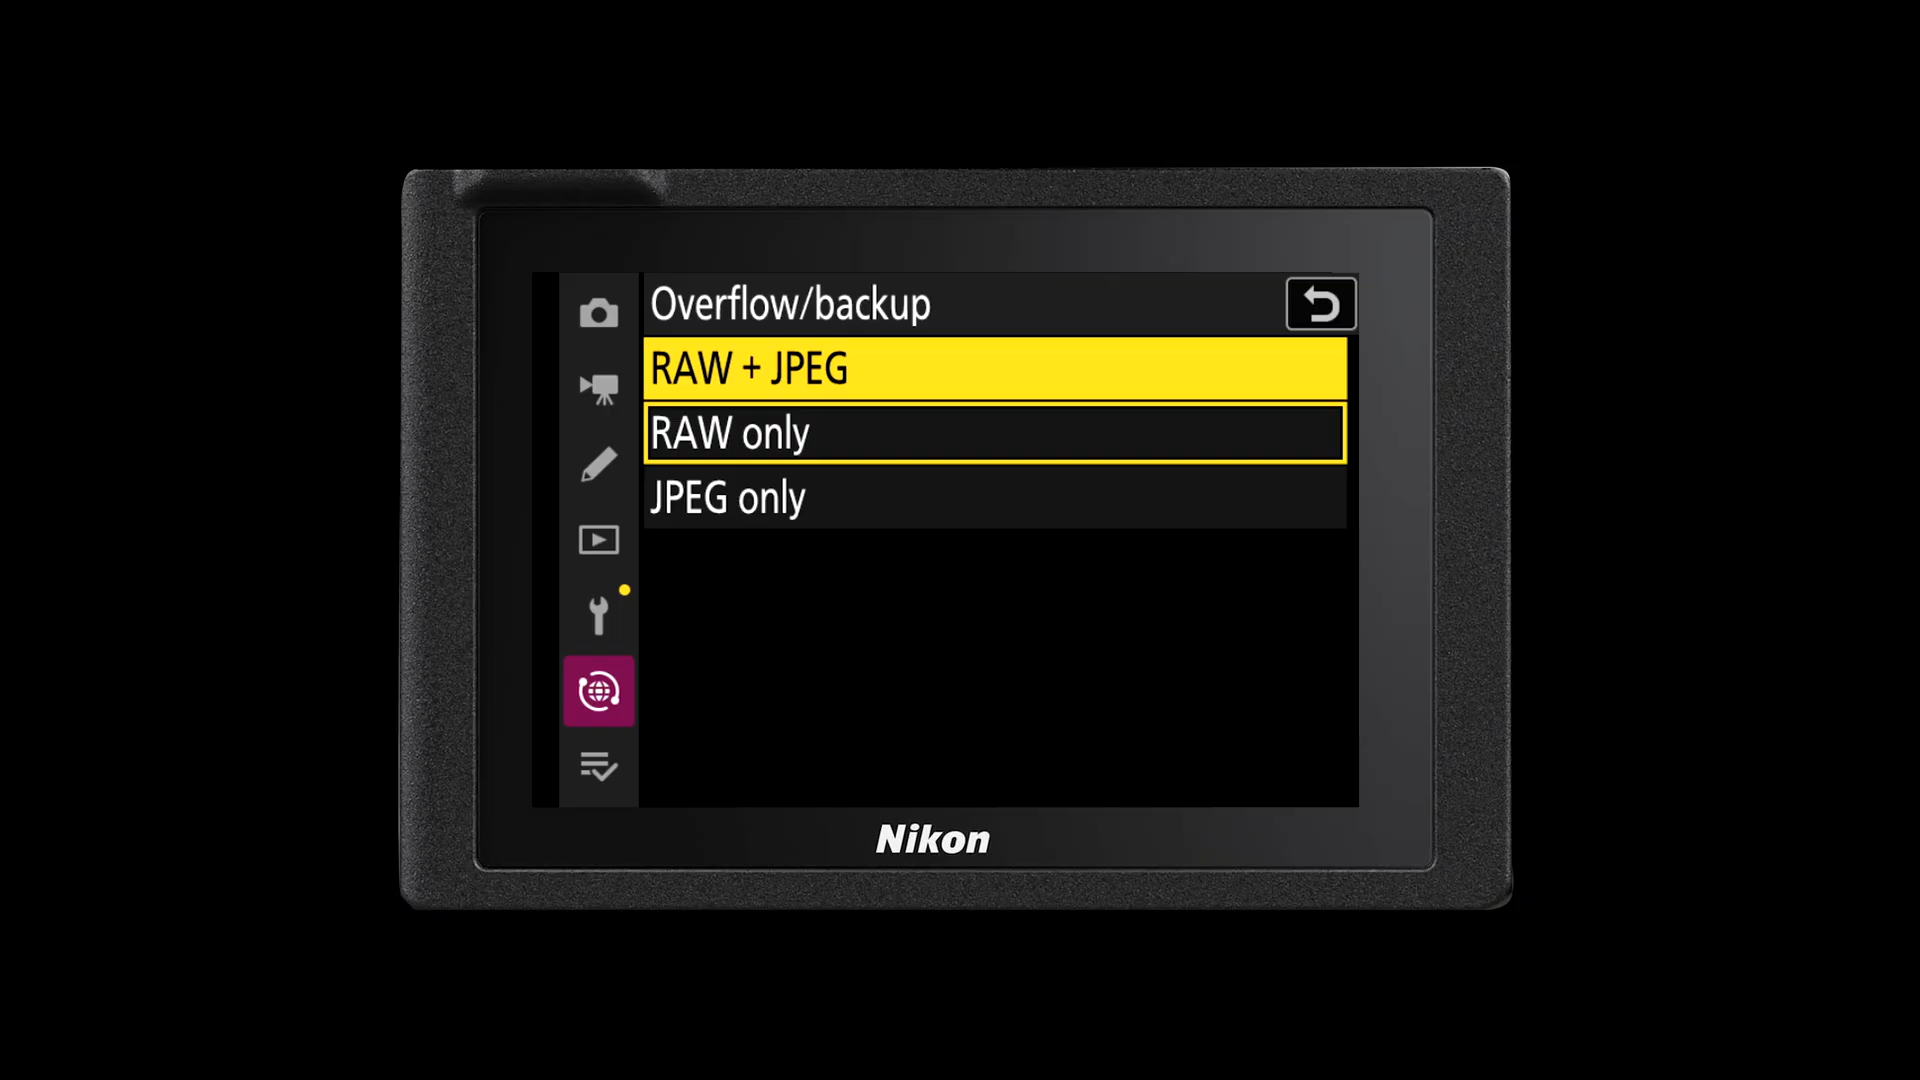 Overflow/backup
RAW + JPEG
RAW only
JPEG only
Nikon